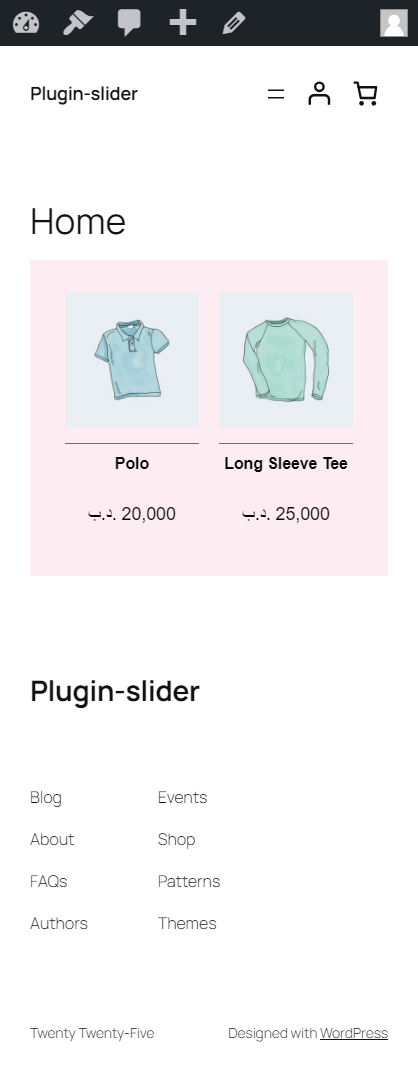 Plugin-slider
Home
Polo
Long Sleeve Tee
20,000 .د.ب
25,000 .د.ب
Plugin-slider
Blog
Events
About
Shop
FAQs
Patterns
Authors
Themes
Twenty Twenty-Five
Designed with WordPress